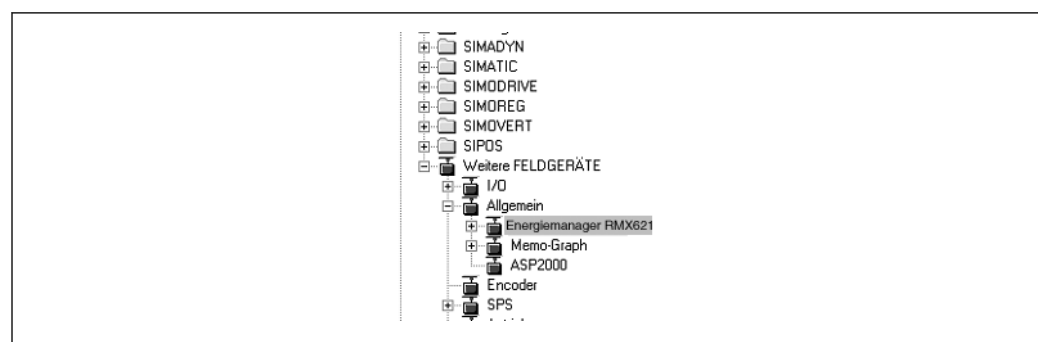 SIMADYN
SIMATIC
SIMODRIVE
SIMOREG
SIMOVERT
SIPOS
Weitere FELDGERÄTE
I/O
Allgemein
Energiemanager RMX621
Memo-Graph
ASP2000
Encoder
SPS